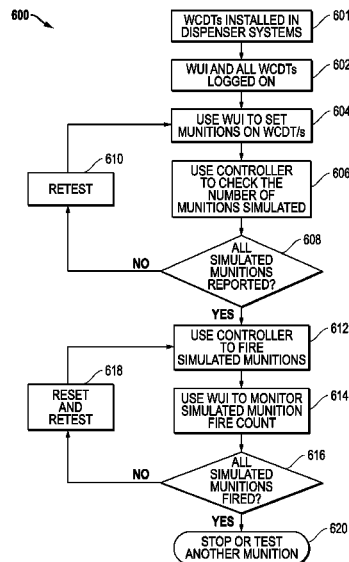 600
WCDTS INSTALLED IN
DISPENSER SYSTEMS
601
WUI AND ALL WCDTs
LOGGED ON
602
USE WUI TO SET
MUNITIONS ON WCDT/s
604
USE CONTROLLER
TO CHECK THE
NUMBER OF
MUNITIONS SIMULATED
606
610
RETEST
ALL
SIMULATED
MUNITIONS
REPORTED?
608
NO
YES
USE CONTROLLER
TO FIRE
SIMULATED MUNITIONS
612
618
RESET
AND
RETEST
USE WUI TO MONITOR
SIMULATED MUNITION
FIRE COUNT
614
ALL
SIMULATED
MUNITIONS
FIRED?
616
NO
YES
STOP OR TEST
ANOTHER MUNITION
620